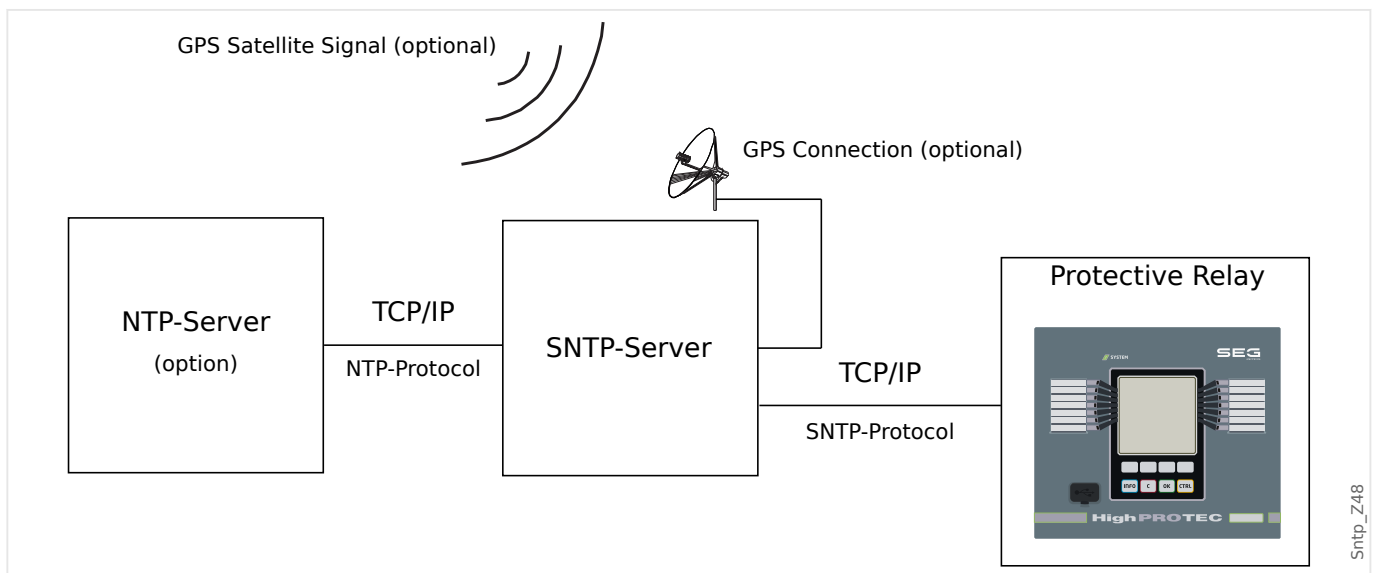 GPS Satellite Signal (optional)
GPS Connection (optional)
NTP-Server
(option)
TCP/IP
NTP-Protocol
SNTP-Server
TCP/IP
SNTP-Protocol
Protective Relay
SYSTEM
SEG
INFO
C
OK
CTRL
HighPROTEC
Sntp_Z48